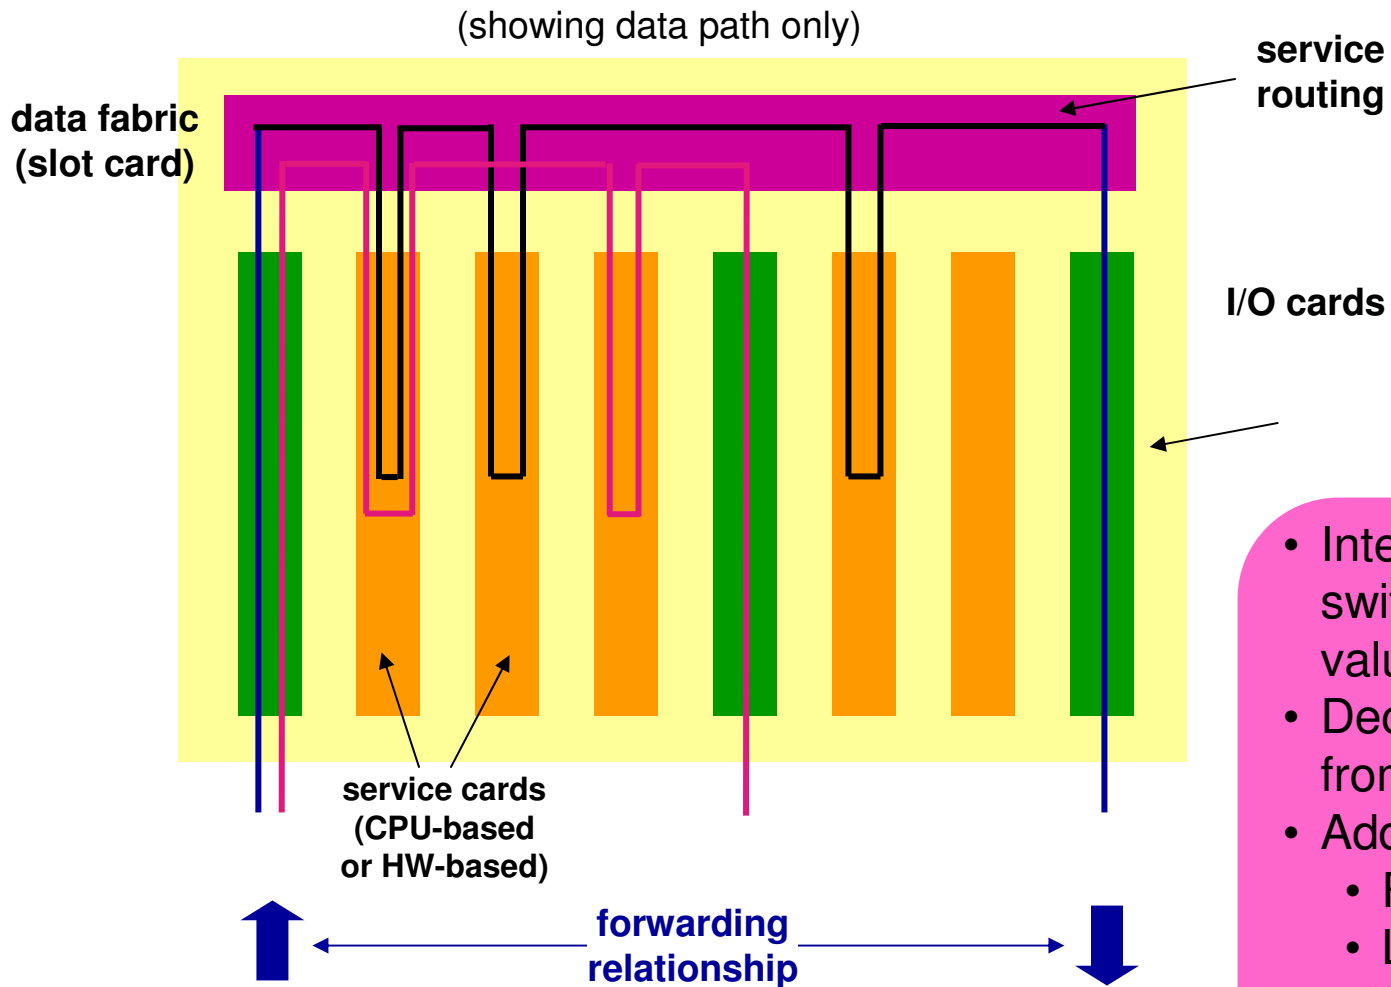 (showing data path only)
service
routing
data fabric
(slot card)
I/O cards
service cards
(CPU-based
or HW-based)
forwarding
relationship
•
•
•
•
•